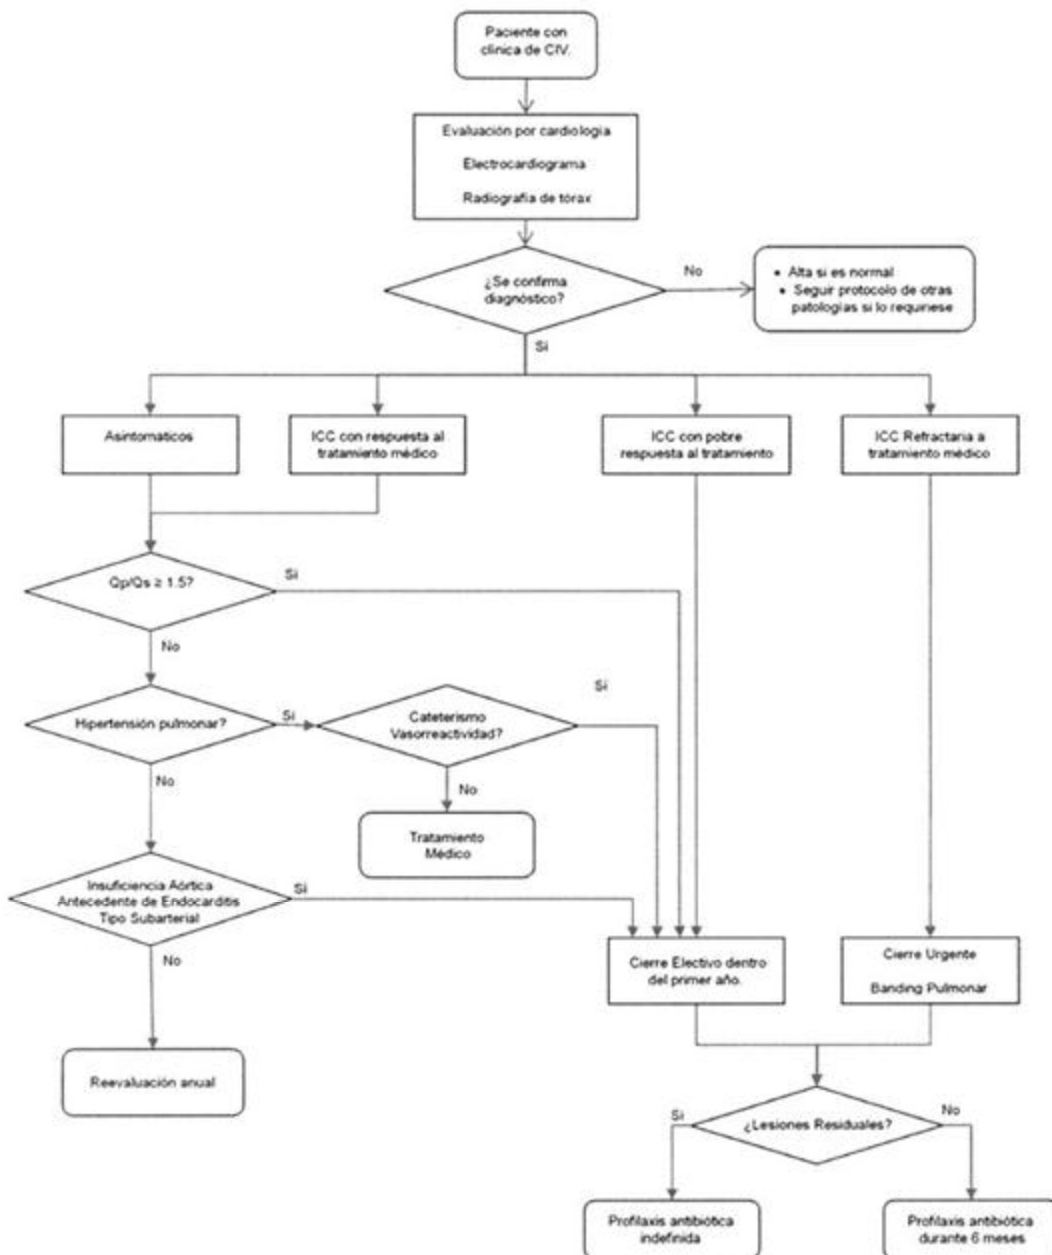 Paciente con
clínica de CIV.
Evaluación por cardiología
Electrocardiograma
Radiografía de tórax
¿Se confirma
diagnóstico?
No
• Alta si es normal
• Seguir protocolo de otras
patologías si lo requiriese
Si
Asintomáticos
ICC con respuesta al
tratamiento médico
ICC con pobre
respuesta al tratamiento
ICC Refractaria a
tratamiento médico
Qp/Qs ≥ 1.5?
Si
No
Hipertensión pulmonar?
Si
Cateterismo
Vasorreactividad?
Si
No
No
Tratamiento
Médico
Insuficiencia Aórtica
Antecedente de Endocarditis
Tipo Subarterial
Si
No
Cierre Electivo dentro
del primer año.
Cierre Urgente
Banding Pulmonar
Reevaluación anual
¿Lesiones Residuales?
Si
No
Profilaxis antibiótica
indefinida
Profilaxis antibiótica
durante 6 meses